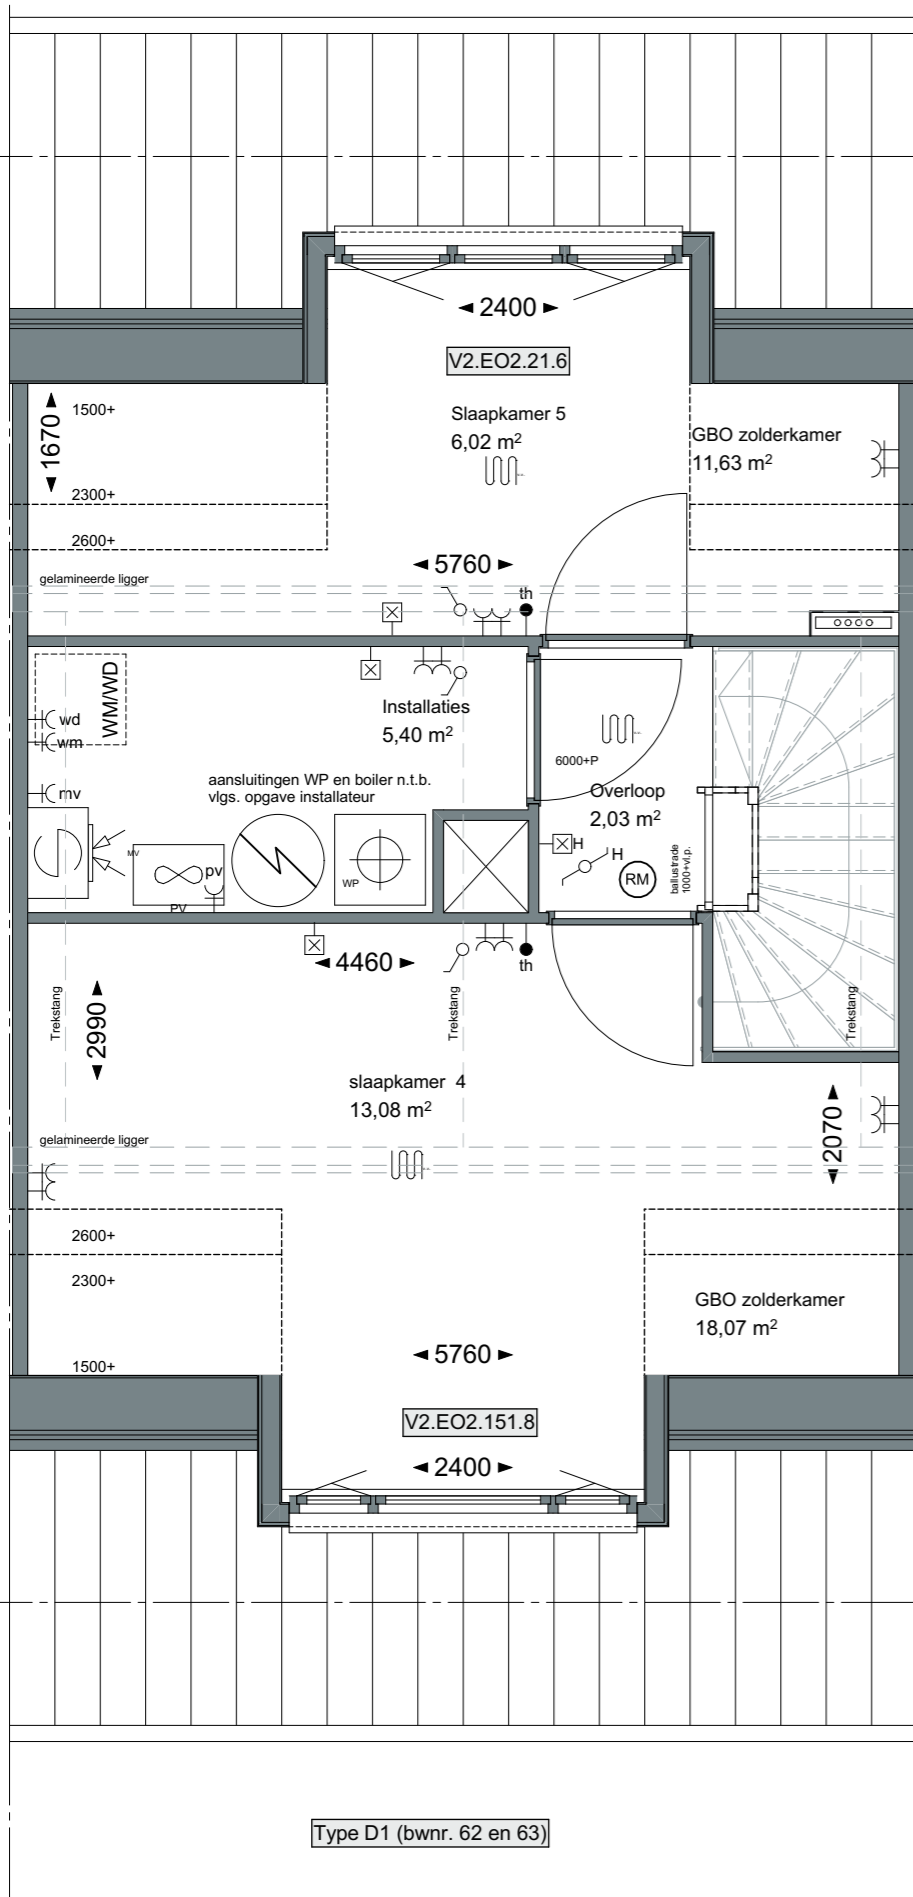 2400
V2.EO2.21.6
1670
1500+
Slaapkamer 5
6,02 m²
GBO zolderkamer
11,63 m²
2300+
2600+
5760
gelamineerde ligger
th
WM/WD
wd
wm
Installaties
5,40 m²
6000+P
mv
aansluitingen WP en boiler n.t.b.
vlgs. opgave installateur
Overloop
2,03 m²
MV
pv
WP
PV
H
H
RM
ballustrade
1000+vl.p.
4460
th
2990
Trekstang
Trekstang
Trekstang
slaapkamer 4
13,08 m²
2070
gelamineerde ligger
2600+
2300+
GBO zolderkamer
18,07 m²
1500+
5760
V2.EO2.151.8
2400
Type D1 (bwnr. 62 en 63)